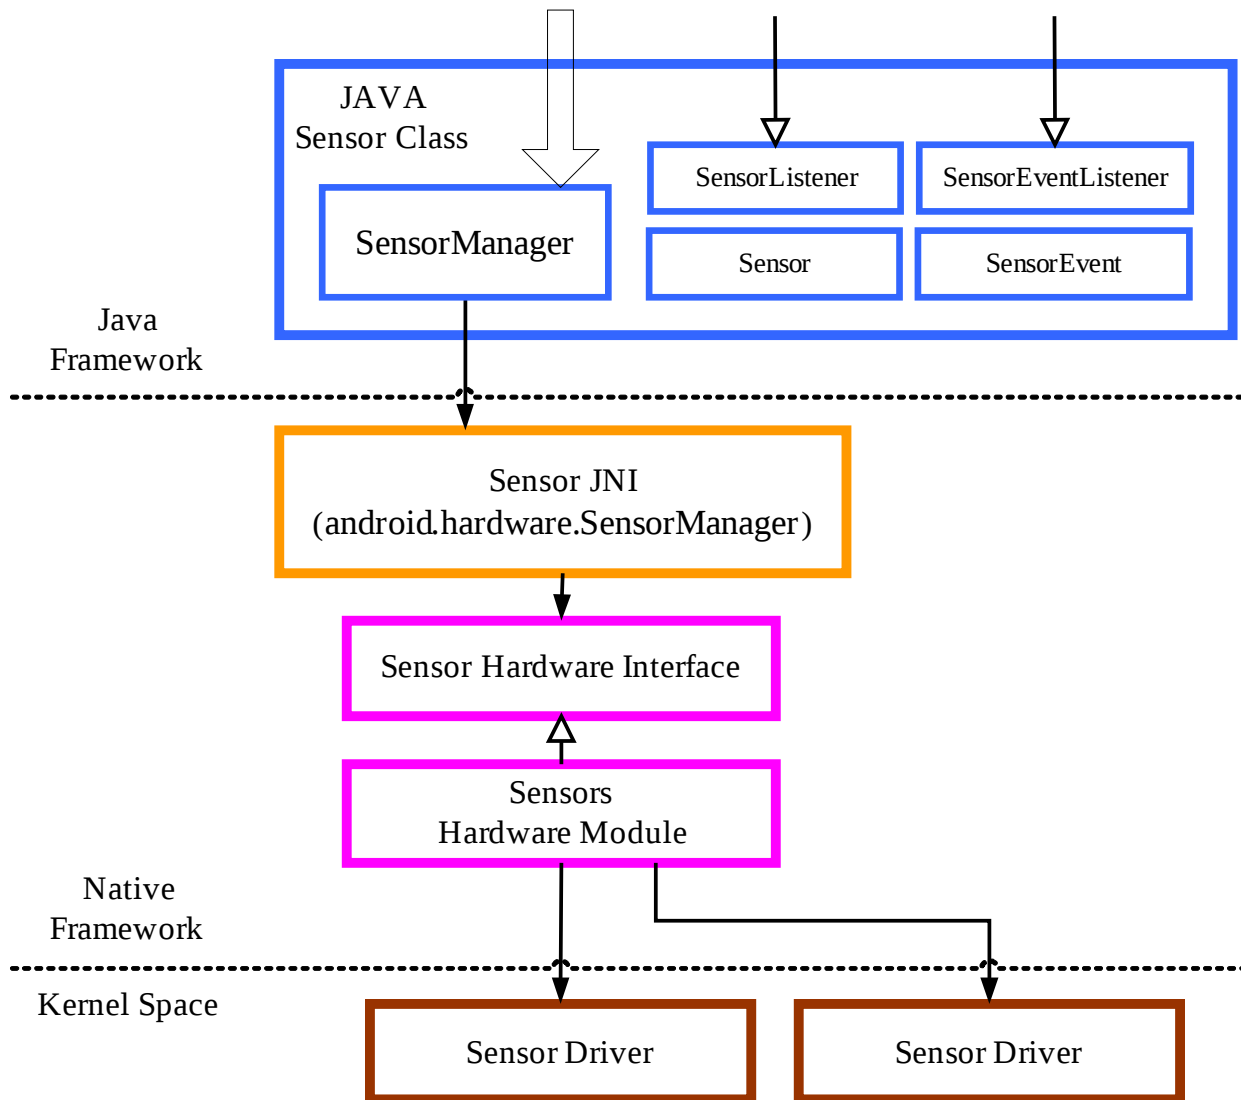 JAVA
Sensor Class
SensorManager
SensorListener
SensorEventListener
Sensor
SensorEvent
Java
Framework
Sensor JNI
(android.hardware.SensorManager)
Sensor Hardware Interface
Sensors
Hardware Module
Native
Framework
Kernel Space
Sensor Driver
Sensor Driver